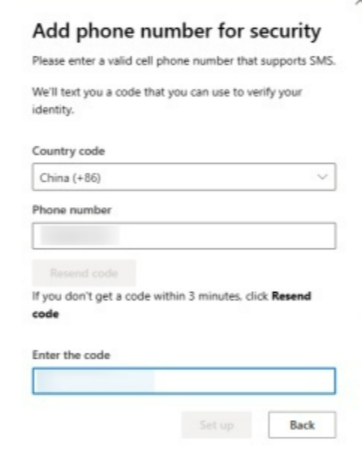 Add phone number for security
Please enter a valid cell phone number that supports SMS.
We'll text you a code that you can use to verify your
identity.
Country code
China (+86)
Phone number
Resend code
If you don't get a code within 3 minutes, click Resend
code
Enter the code
Set up
Back